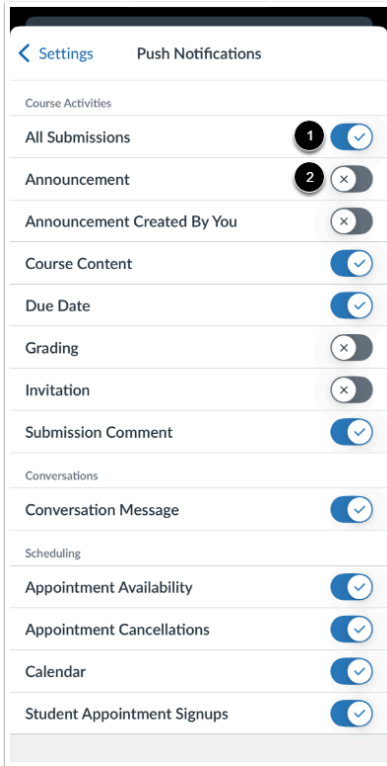 Settings Push Notifications
Course Activities
All Submissions 1
Announcement 2
Announcement Created By You
Course Content
Due Date
Grading
Invitation
Submission Comment
Conversations
Conversation Message
Scheduling
Appointment Availability
Appointment Cancellations
Calendar
Student Appointment Signups